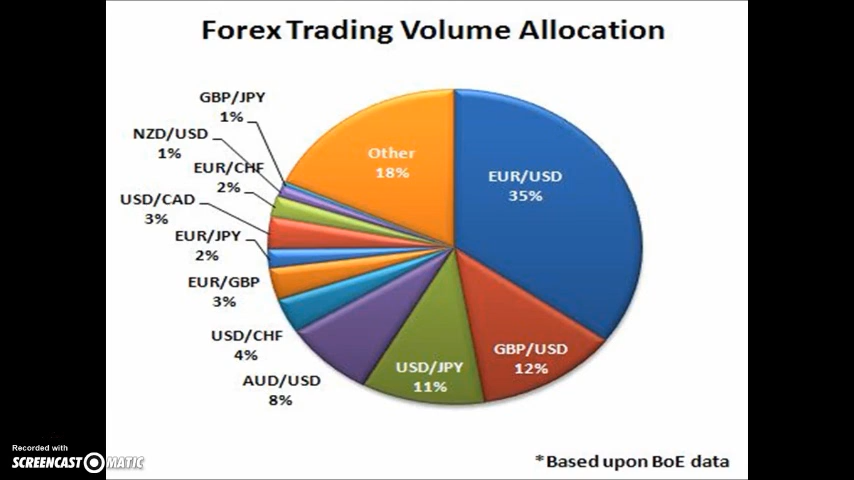 Forex Trading Volume Allocation
GBP/JPY
1%
NZD/USD
1%
EUR/CHF
2%
USD/CAD
3%
EUR/JPY
2%
EUR/GBP
3%
USD/CHF
4%
AUD/USD
8%
Other
18%
EUR/USD
35%
GBP/USD
12%
USD/JPY
11%
*Based upon BoE data
Recorded with
SCREENCAST MATIC